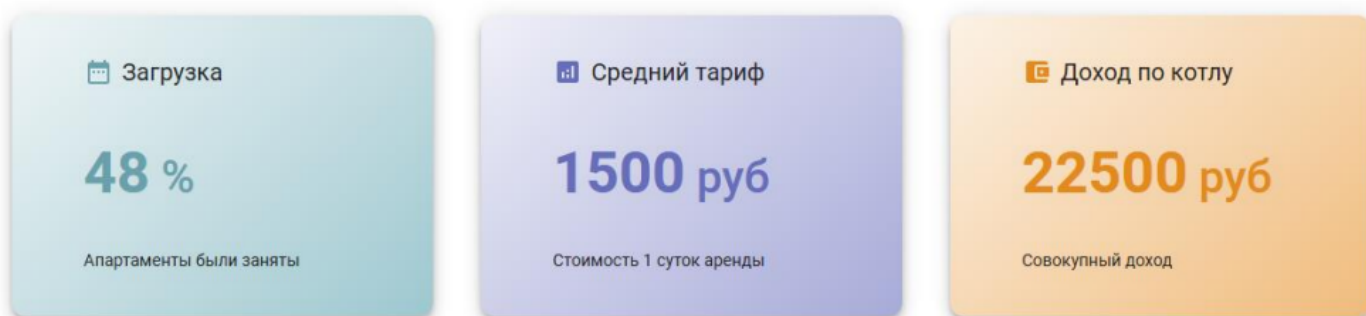 Загрузка
48 %
Апартаменты были заняты
Средний тариф
1500 руб
Стоимость 1 суток аренды
Доход по котлу
22500 руб
Совокупный доход